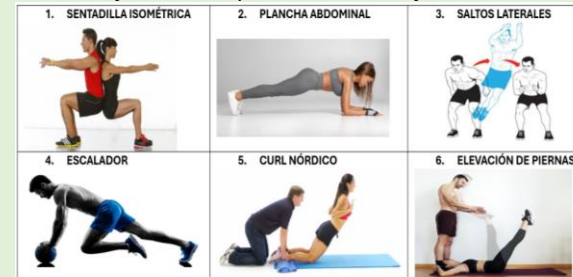 1. SENTADILLA ISOMÉTRICA
2. PLANCHA ABDOMINAL
3. SALTOS LATERALES
4. ESCALADOR
5. CURL NÓRDICO
6. ELEVACIÓN DE PIERNAS